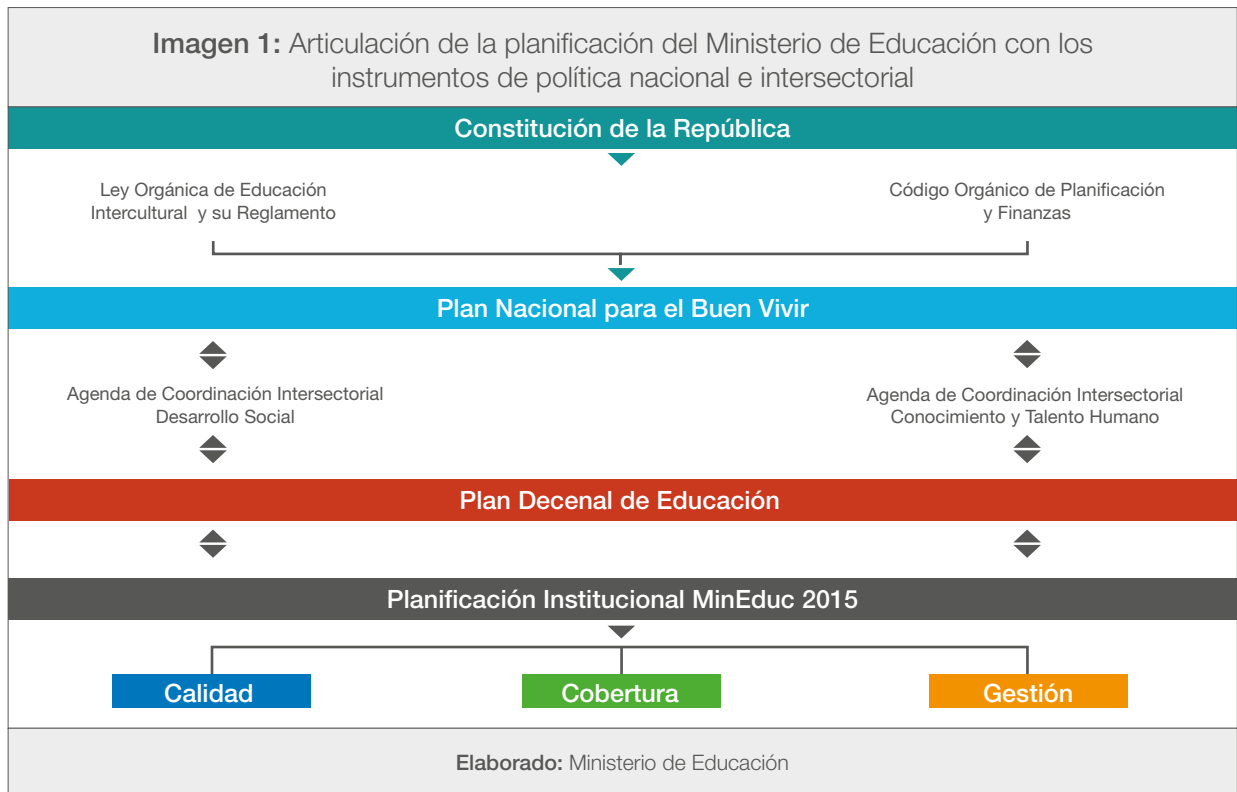 Imagen 1: Articulación de la planificación del Ministerio de Educación con los
instrumentos de política nacional e intersectorial
Constitución de la República
Ley Orgánica de Educación
Intercultural y su Reglamento
Código Orgánico de Planificación
y Finanzas
Plan Nacional para el Buen Vivir
Agenda de Coordinación Intersectorial
Desarrollo Social
Agenda de Coordinación Intersectorial
Conocimiento y Talento Humano
Plan Decenal de Educación
Planificación Institucional MinEduc 2015
Calidad
Cobertura
Gestión
Elaborado: Ministerio de Educación